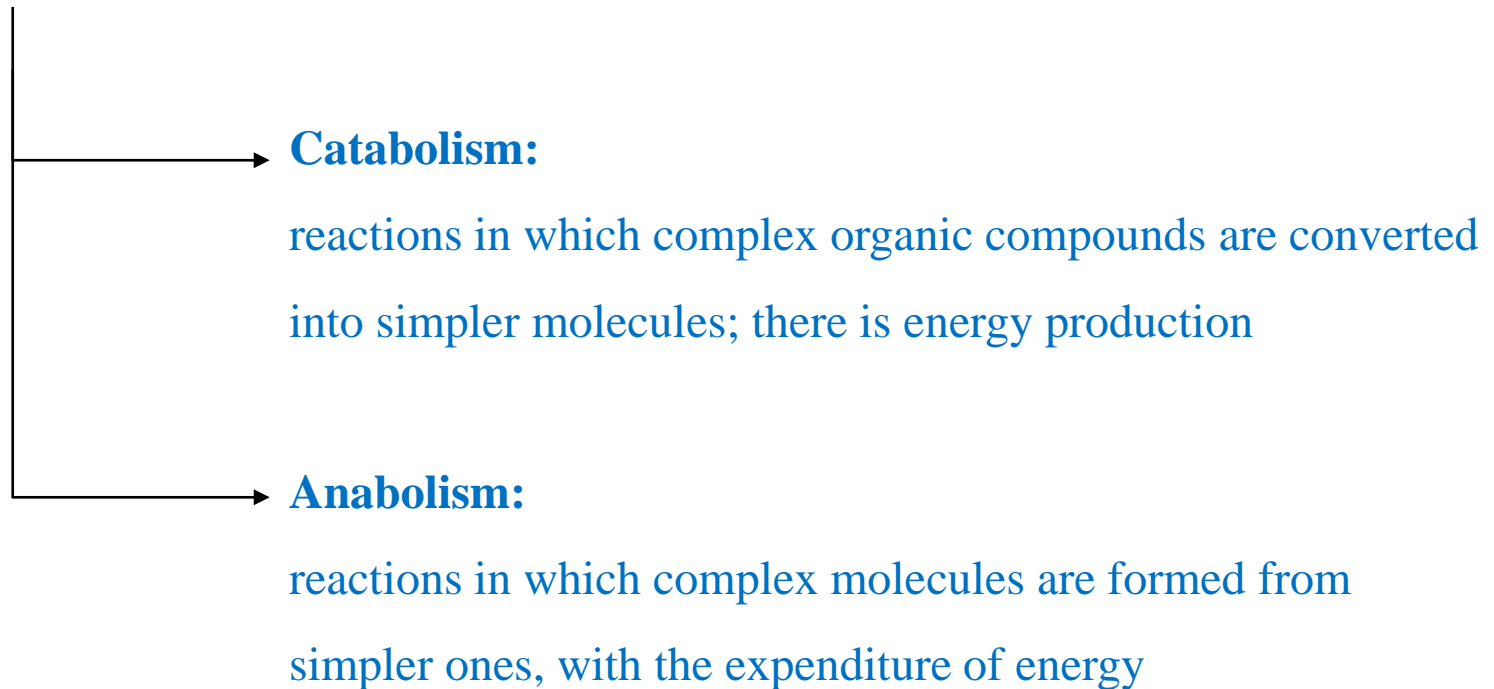 Catabolism:
reactions in which complex organic compounds are converted
into simpler molecules; there is energy production
Anabolism:
reactions in which complex molecules are formed from
simpler ones, with the expenditure of energy